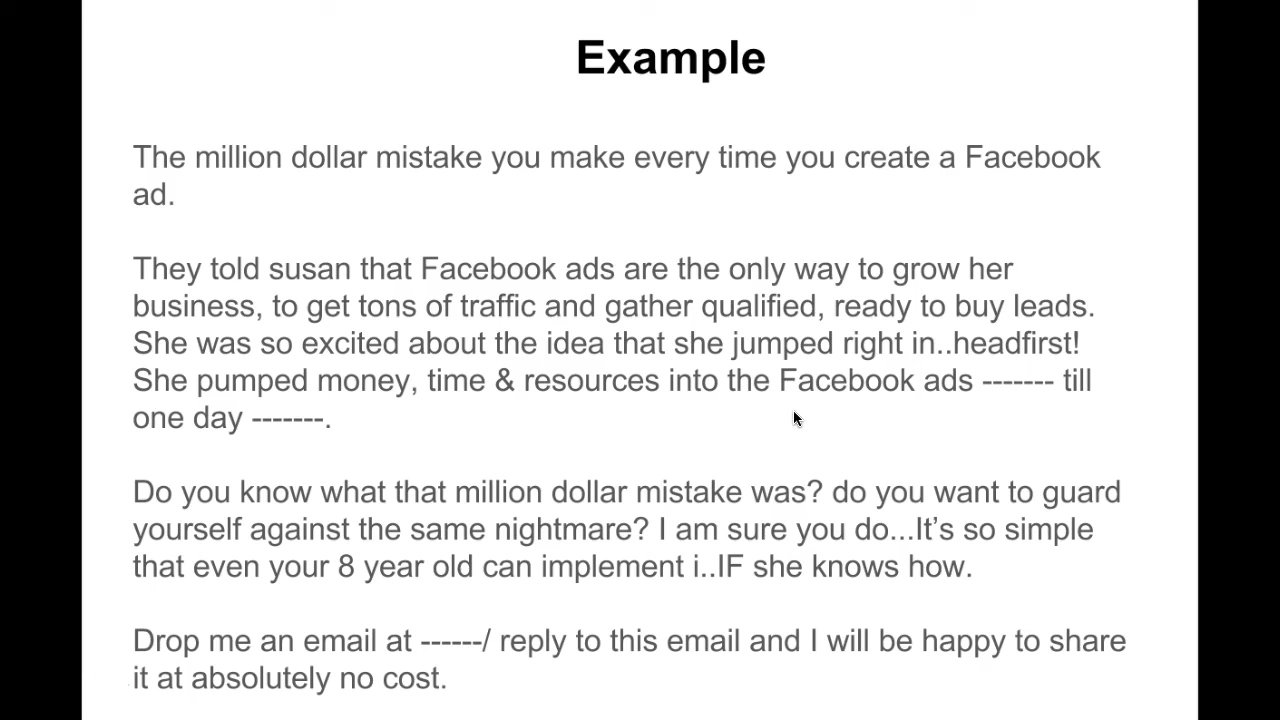 Example
The million dollar mistake you make every time you create a Facebook
ad.
They told susan that Facebook ads are the only way to grow her
business, to get tons of traffic and gather qualified, ready to buy leads.
She was so excited about the idea that she jumped right in..headfirst!
She pumped money, time & resources into the Facebook ads ------- till
one day -------.
Do you know what that million dollar mistake was? do you want to guard
yourself against the same nightmare? I am sure you do...It’s so simple
that even your 8 year old can implement i..IF she knows how.
Drop me an email at ------/ reply to this email and I will be happy to share
it at absolutely no cost.